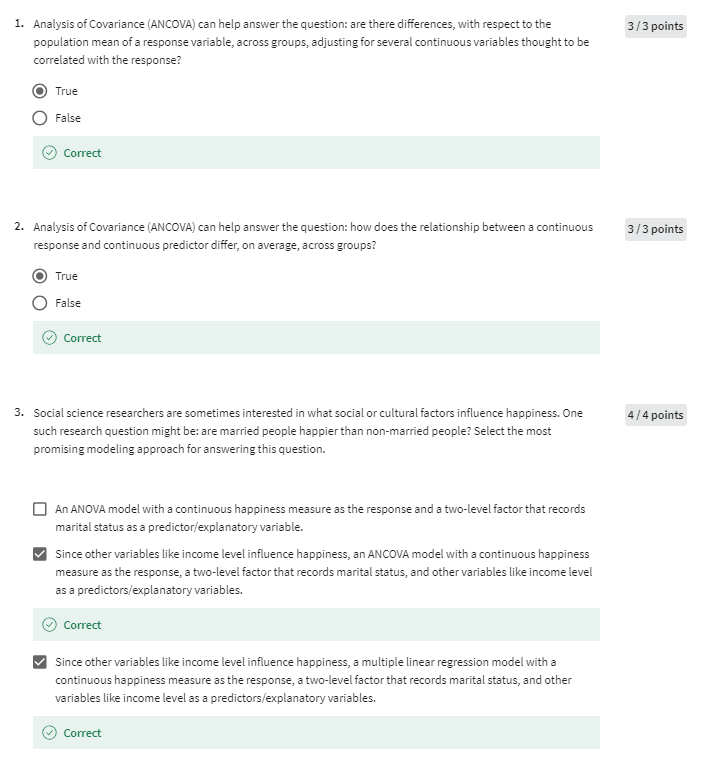 1. Analysis of Covariance (ANCOVA) can help answer the question: are there differences, with respect to the
3 / 3 points
population mean of a response variable, across groups, adjusting for several continuous variables thought to be
correlated with the response?
True
False
Correct
2. Analysis of Covariance (ANCOVA) can help answer the question: how does the relationship between a continuous
3 / 3 points
response and continuous predictor differ, on average, across groups?
True
False
Correct
3. Social science researchers are sometimes interested in what social or cultural factors influence happiness. One
4 / 4 points
such research question might be: are married people happier than non-married people? Select the most
promising modeling approach for answering this question.
An ANOVA model with a continuous happiness measure as the response and a two-level factor that records
marital status as a predictor/explanatory variable.
Since other variables like income level influence happiness, an ANCOVA model with a continuous happiness
measure as the response, a two-level factor that records marital status, and other variables like income level
as a predictors/explanatory variables.
Correct
Since other variables like income level influence happiness, a multiple linear regression model with a
continuous happiness measure as the response, a two-level factor that records marital status, and other
variables like income level as a predictors/explanatory variables.
Correct